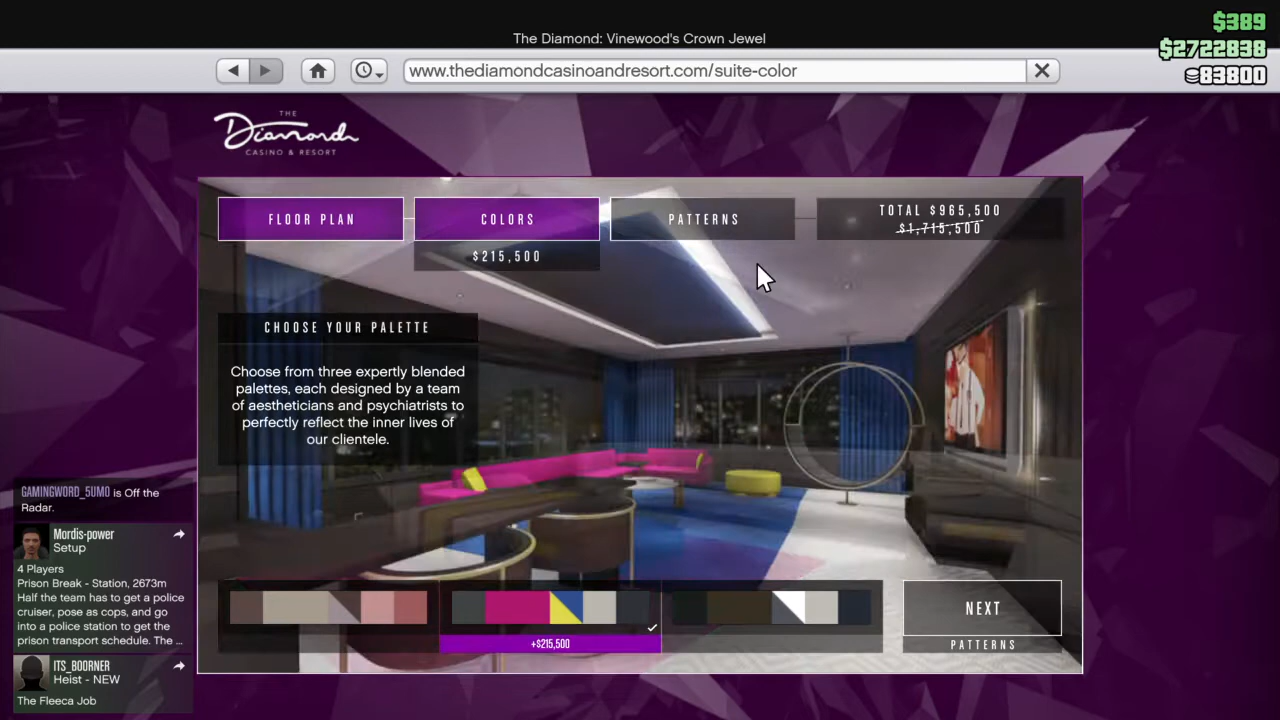 The Diamond: Vinewood's Crown Jewel
$389
$2722838
83800
www.thediamondcasinoandresort.com/suite-color
THE
Diamond
CASINO & RESORT
FLOOR PLAN
COLORS
PATTERNS
TOTAL $965,500
$1,715,500
$215,500
CHOOSE YOUR PALETTE
Choose from three expertly blended
palettes, each designed by a team
of aestheticians and psychiatrists to
perfectly reflect the inner lives of
our clientele.
GAMINGWORD_5UMO is Off the
Radar.
Mordis-power
Setup
4 Players
Prison Break - Station, 2673m
Half the team has to get a police
cruiser, pose as cops, and go
into a police station to get the
prison transport schedule. The ...
ITS_BOORNER
Heist - NEW
The Fleeca Job
+$215,500
NEXT
PATTERNS